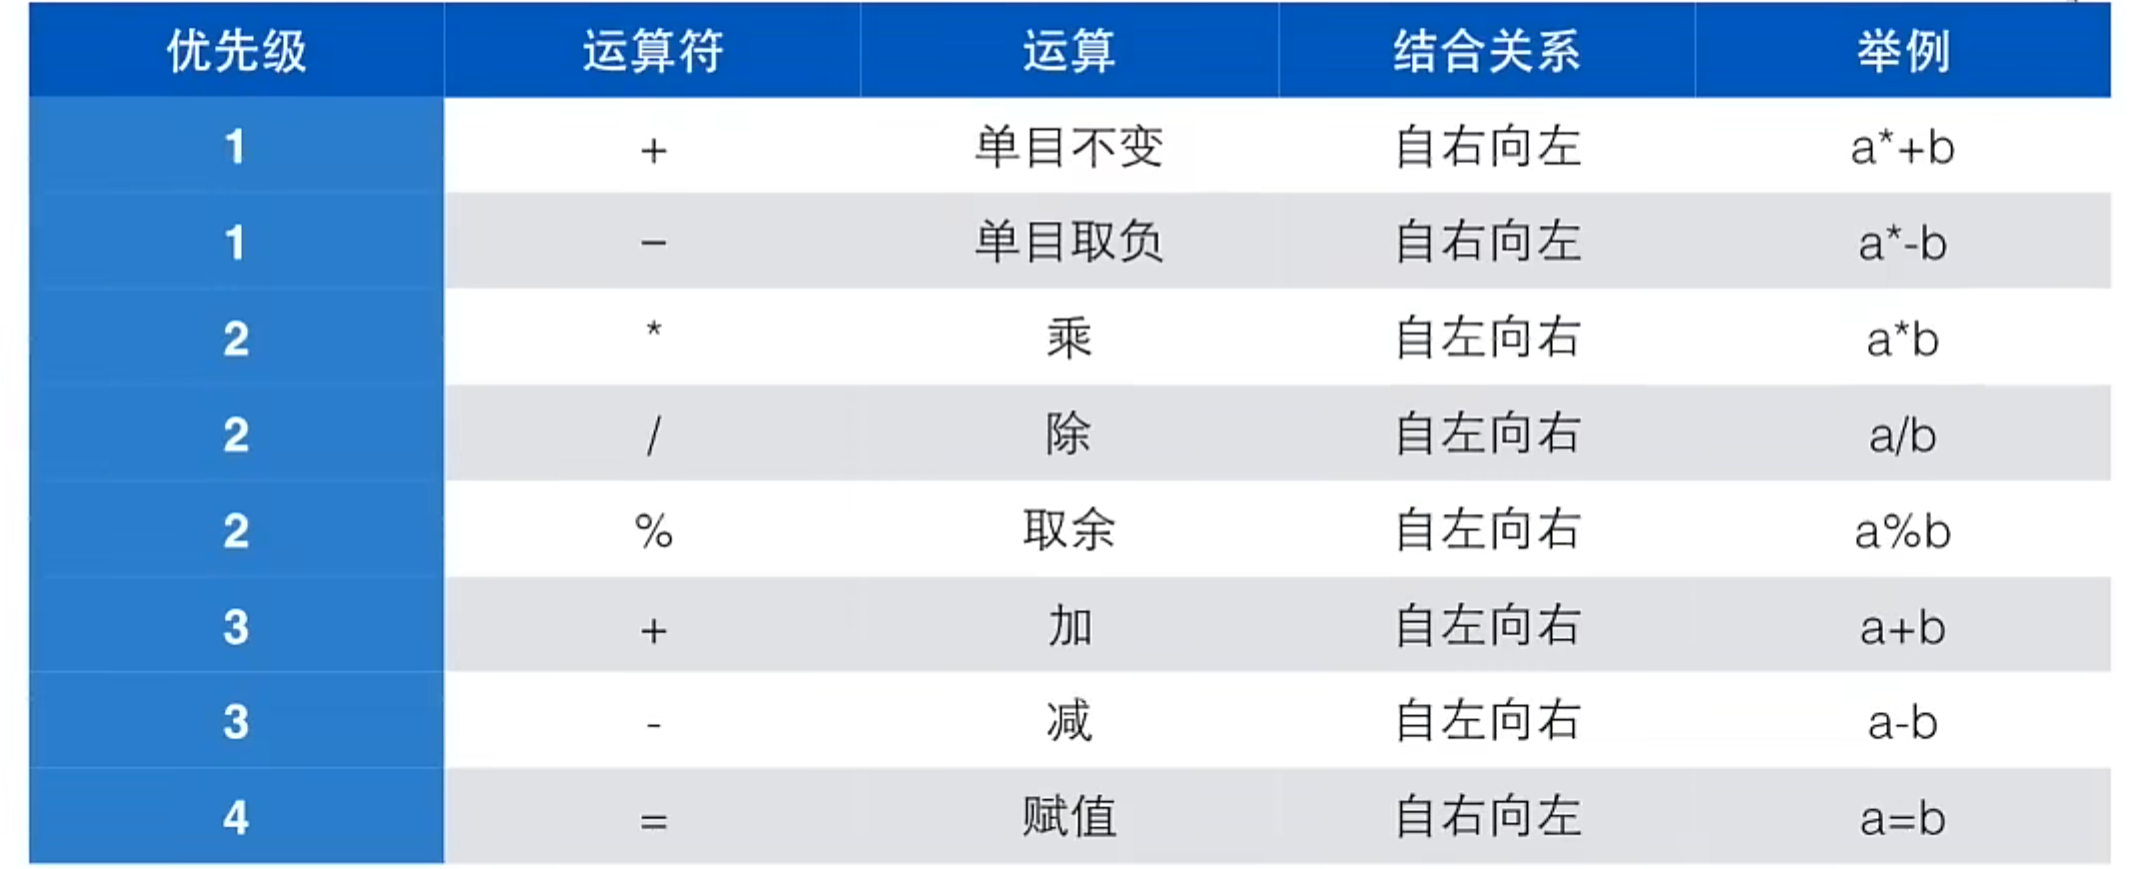 优先级 运算符 运算 结合关系 举例
1 + 单目不变 自右向左 a*+b
1 − 单目取负 自右向左 a*-b
2 * 乘 自左向右 a*b
2 / 除 自左向右 a/b
2 % 取余 自左向右 a%b
3 + 加 自左向右 a+b
3 - 减 自左向右 a-b
4 = 赋值 自右向左 a=b